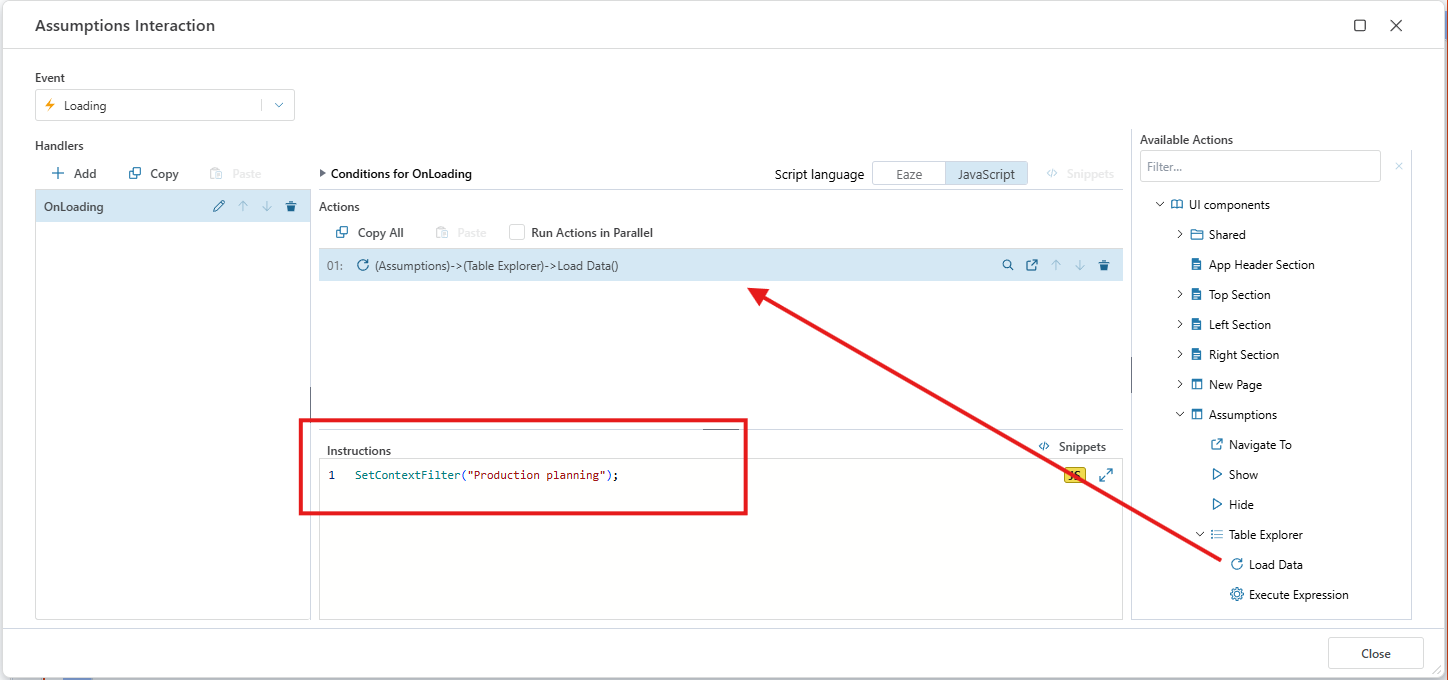 Assumptions Interaction
Event
Loading
Handlers
Add
Copy
Paste
OnLoading
Conditions for OnLoading
Script language
Eaze
JavaScript
Snippets
Actions
Copy All
Paste
Run Actions in Parallel
01: (Assumptions)->(Table Explorer)->Load Data()
Instructions
Snippets
1 SetContextFilter("Production planning");
JS
Available Actions
Filter...
UI components
Shared
App Header Section
Top Section
Left Section
Right Section
New Page
Assumptions
Navigate To
Show
Hide
Table Explorer
Load Data
Execute Expression
Close